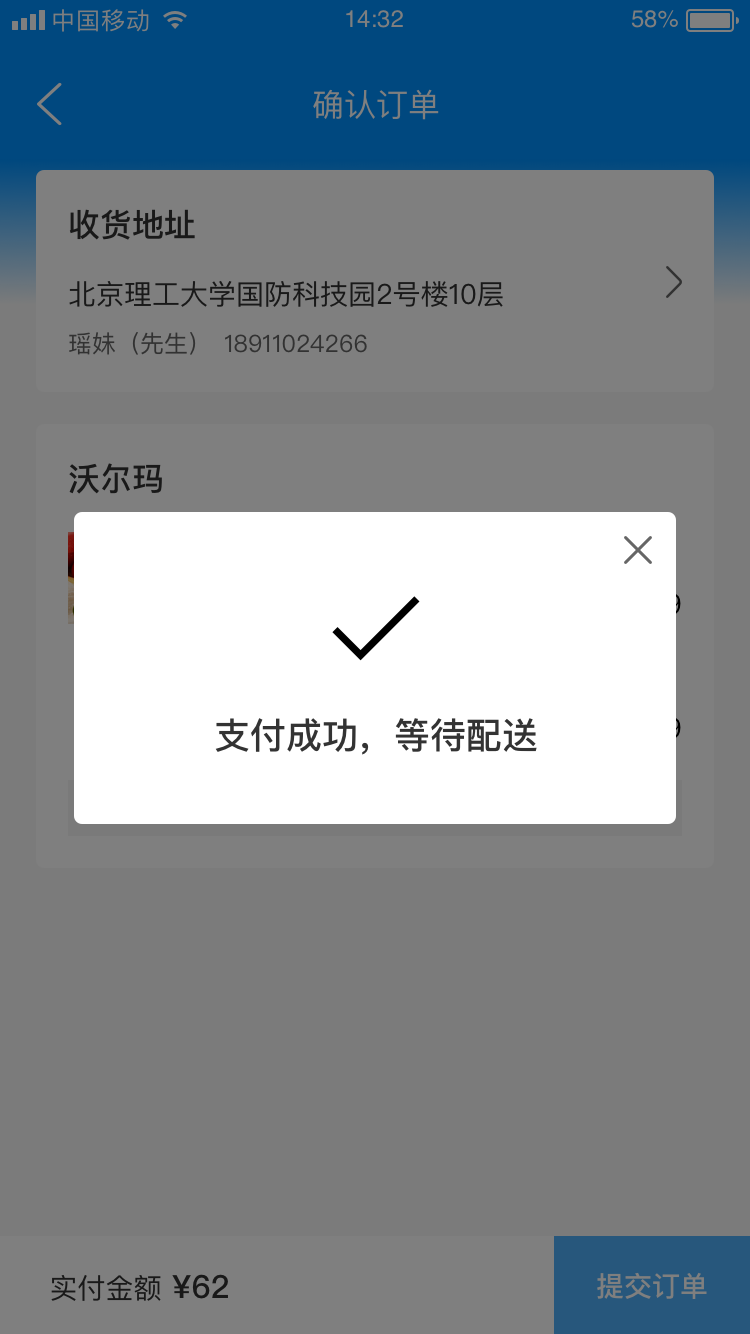 中国移动 14:32 58%
确认订单
收货地址
北京理工大学国防科技园2号楼10层
瑶妹（先生） 18911024266
沃尔玛
支付成功，等待配送
实付金额 ¥62 提交订单